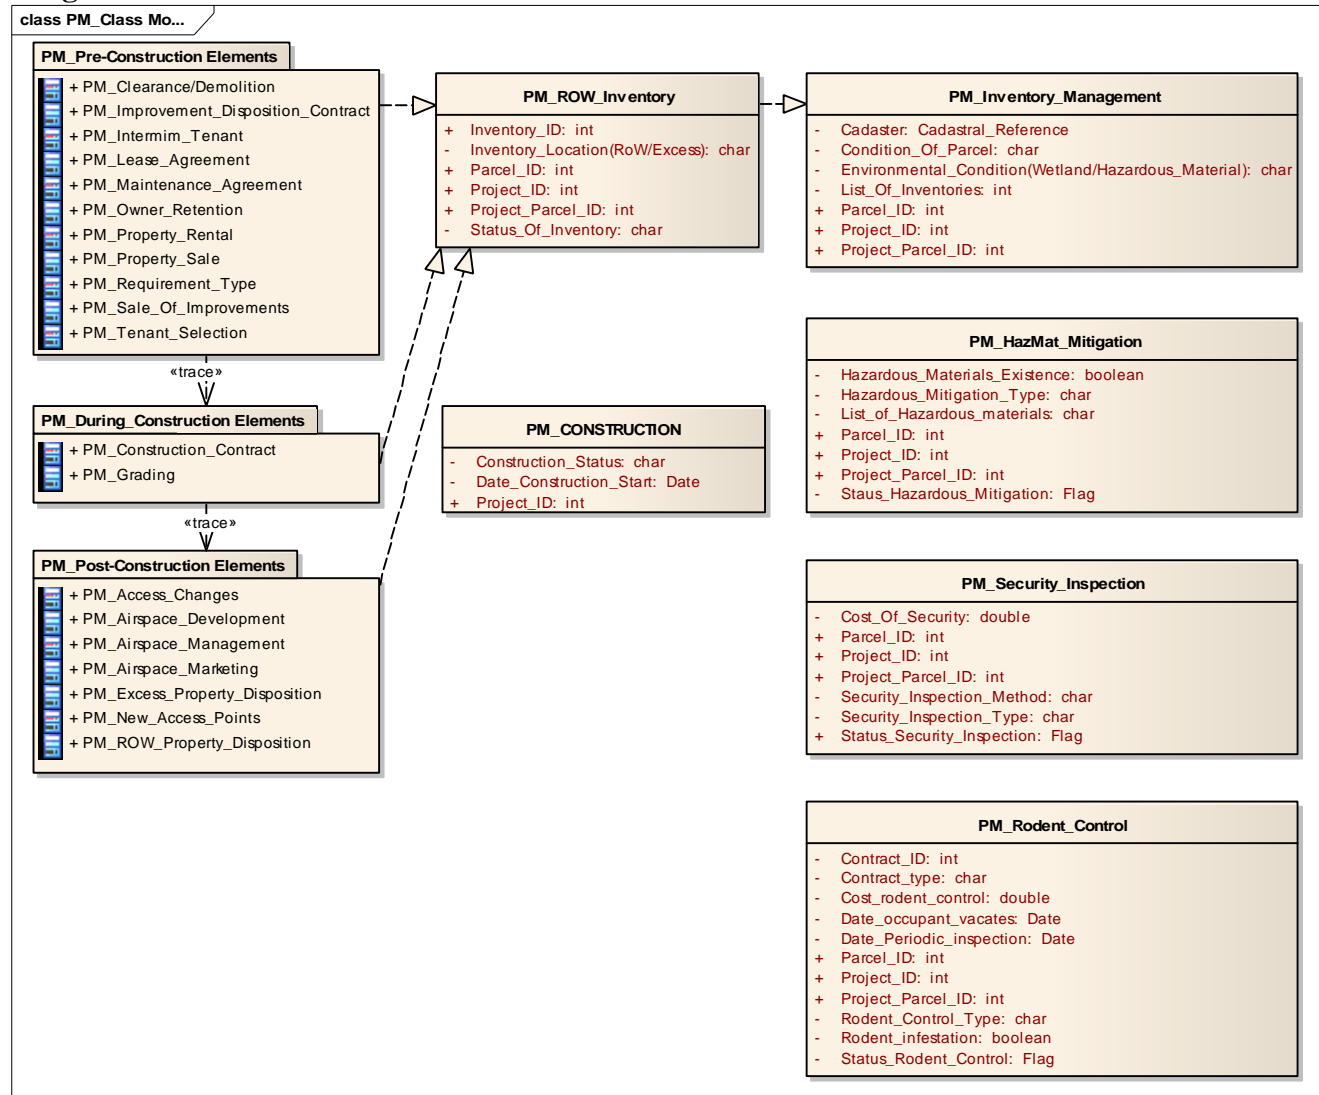 class PM_Class Mo...
PM_Pre-Construction Elements
+ PM_Clearance/Demolition
+ PM_Improvement_Disposition_Contract
+ PM_Intermim_Tenant
+ PM_Lease_Agreement
+ PM_Maintenance_Agreement
+ PM_Owner_Retention
+ PM_Property_Rental
+ PM_Property_Sale
+ PM_Requirement_Type
+ PM_Sale_Of_Improvements
+ PM_Tenant_Selection
«trace»
PM_During_Construction Elements
+ PM_Construction_Contract
+ PM_Grading
«trace»
PM_Post-Construction Elements
+ PM_Access_Changes
+ PM_Airspace_Development
+ PM_Airspace_Management
+ PM_Airspace_Marketing
+ PM_Excess_Property_Disposition
+ PM_New_Access_Points
+ PM_ROW_Property_Disposition
PM_ROW_Inventory
+ Inventory_ID: int
- Inventory_Location(RoW/Excess): char
+ Parcel_ID: int
+ Project_ID: int
+ Project_Parcel_ID: int
- Status_Of_Inventory: char
PM_CONSTRUCTION
- Construction_Status: char
- Date_Construction_Start: Date
+ Project_ID: int
PM_Inventory_Management
- Cadaster: Cadastral_Reference
- Condition_Of_Parcel: char
- Environmental_Condition(Wetland/Hazardous_Material): char
- List_Of_Inventories: int
+ Parcel_ID: int
+ Project_ID: int
+ Project_Parcel_ID: int
PM_HazMat_Mitigation
- Hazardous_Materials_Existence: boolean
- Hazardous_Mitigation_Type: char
- List_of_Hazardous_materials: char
+ Parcel_ID: int
+ Project_ID: int
+ Project_Parcel_ID: int
- Staus_Hazardous_Mitigation: Flag
PM_Security_Inspection
- Cost_Of_Security: double
+ Parcel_ID: int
+ Project_ID: int
+ Project_Parcel_ID: int
- Security_Inspection_Method: char
- Security_Inspection_Type: char
+ Status_Security_Inspection: Flag
PM_Rodent_Control
- Contract_ID: int
- Contract_type: char
- Cost_rodent_control: double
- Date_occupant_vacates: Date
- Date_Periodic_inspection: Date
+ Parcel_ID: int
+ Project_ID: int
+ Project_Parcel_ID: int
- Rodent_Control_Type: char
- Rodent_infestation: boolean
- Status_Rodent_Control: Flag